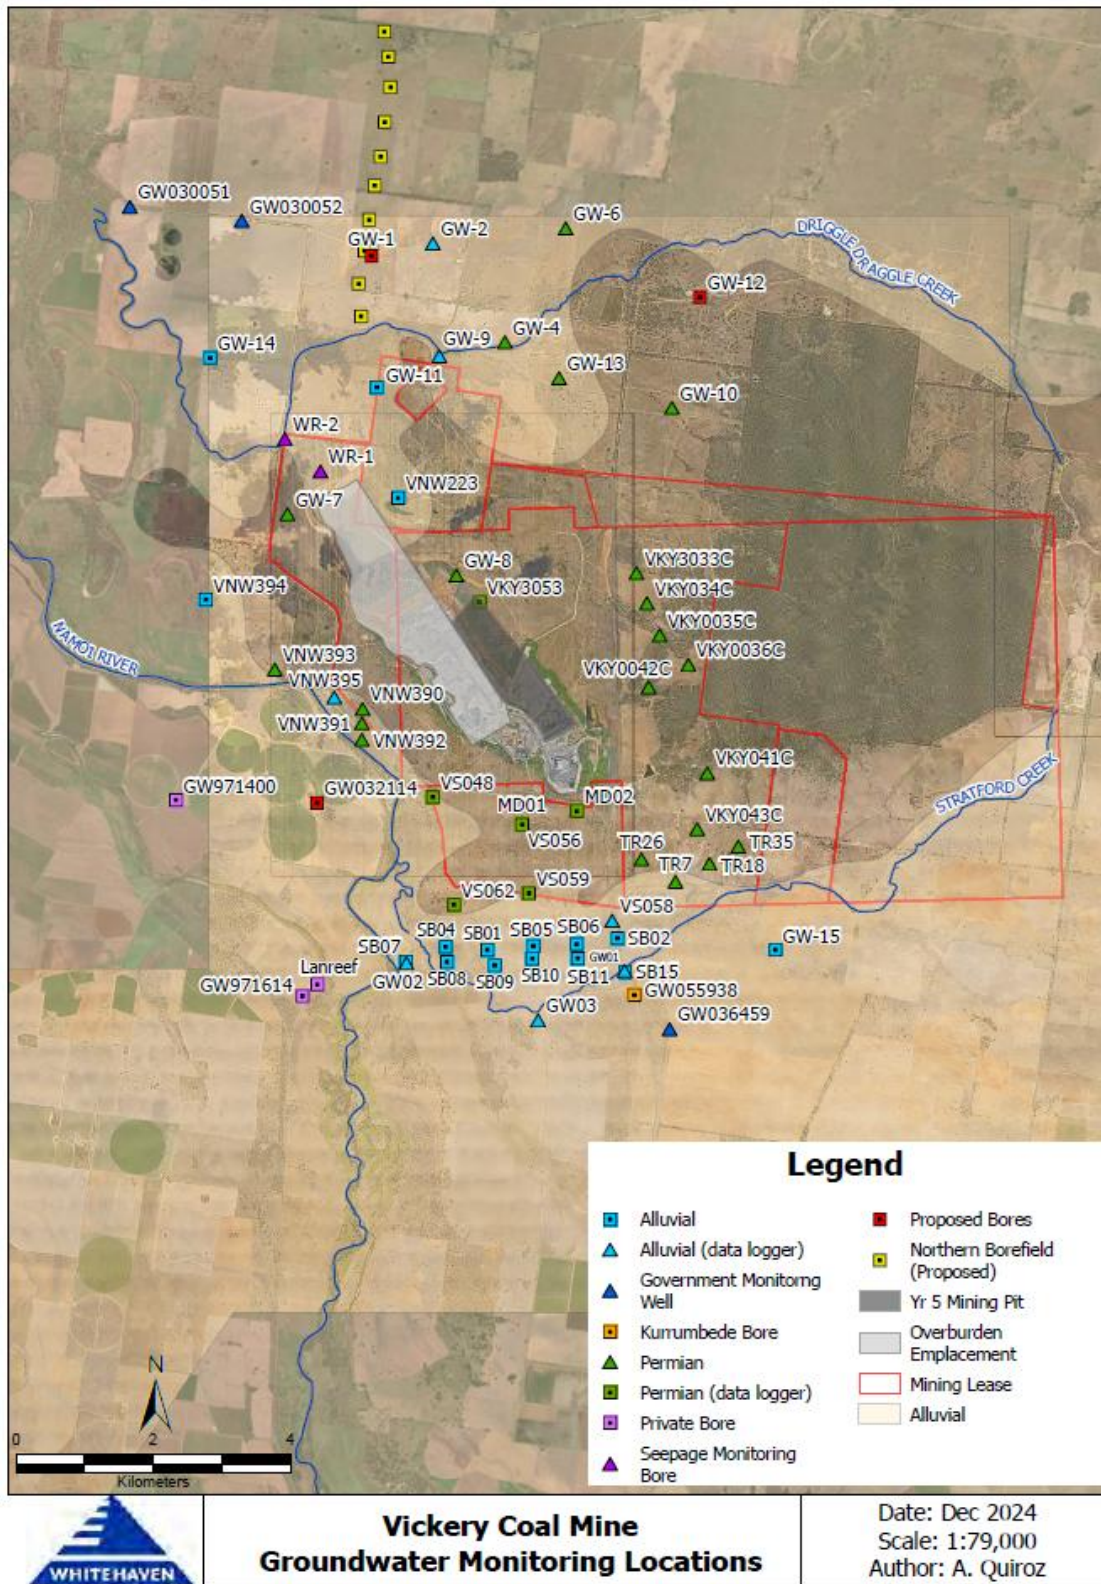 GW030051
GW030052
GW-1
GW-2
GW-6
DRIGGLE DRAGGLE CREEK
GW-12
GW-14
GW-9
GW-4
GW-11
GW-13
GW-10
WR-2
WR-1
VNW223
GW-7
GW-8
VKY3053
VKY3033C
VKY034C
VKY0035C
VKY0036C
VKY0042C
VNW394
NAMOI RIVER
VNW393
VNW395
VNW390
VNW391
VNW392
VKY041C
STRATFORD CREEK
GW971400
GW032114
VS048
MD01
MD02
VS056
VKY043C
TR26
TR35
TR7
TR18
VS062
VS059
VS058
SB04
SB01
SB05
SB06
SB02
GW-15
SB07
GW02
SB08
SB09
SB10
SB11
GW01
SB15
Lanreef
GW971614
GW055938
GW03
GW036459
Legend
Alluvial
Alluvial (data logger)
Government Monitorng
Well
Kurrumbede Bore
Permian
Permian (data logger)
Private Bore
Seepage Monitoring
Bore
Proposed Bores
Northern Borefield
(Proposed)
Yr 5 Mining Pit
Overburden
Emplacement
Mining Lease
Alluvial
N
0 2 4
Kilometers
WHITEHAVEN
Vickery Coal Mine
Groundwater Monitoring Locations
Date: Dec 2024
Scale: 1:79,000
Author: A. Quiroz